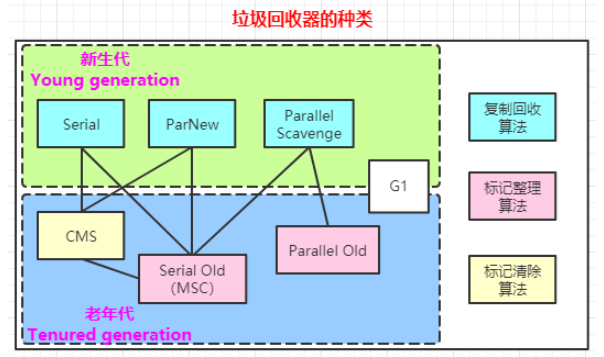 垃圾回收器的种类
新生代
Young generation
Serial
ParNew
Parallel
Scavenge
G1
CMS
Serial Old
(MSC)
Parallel Old
老年代
Tenured generation
复制回收
算法
标记整理
算法
标记清除
算法